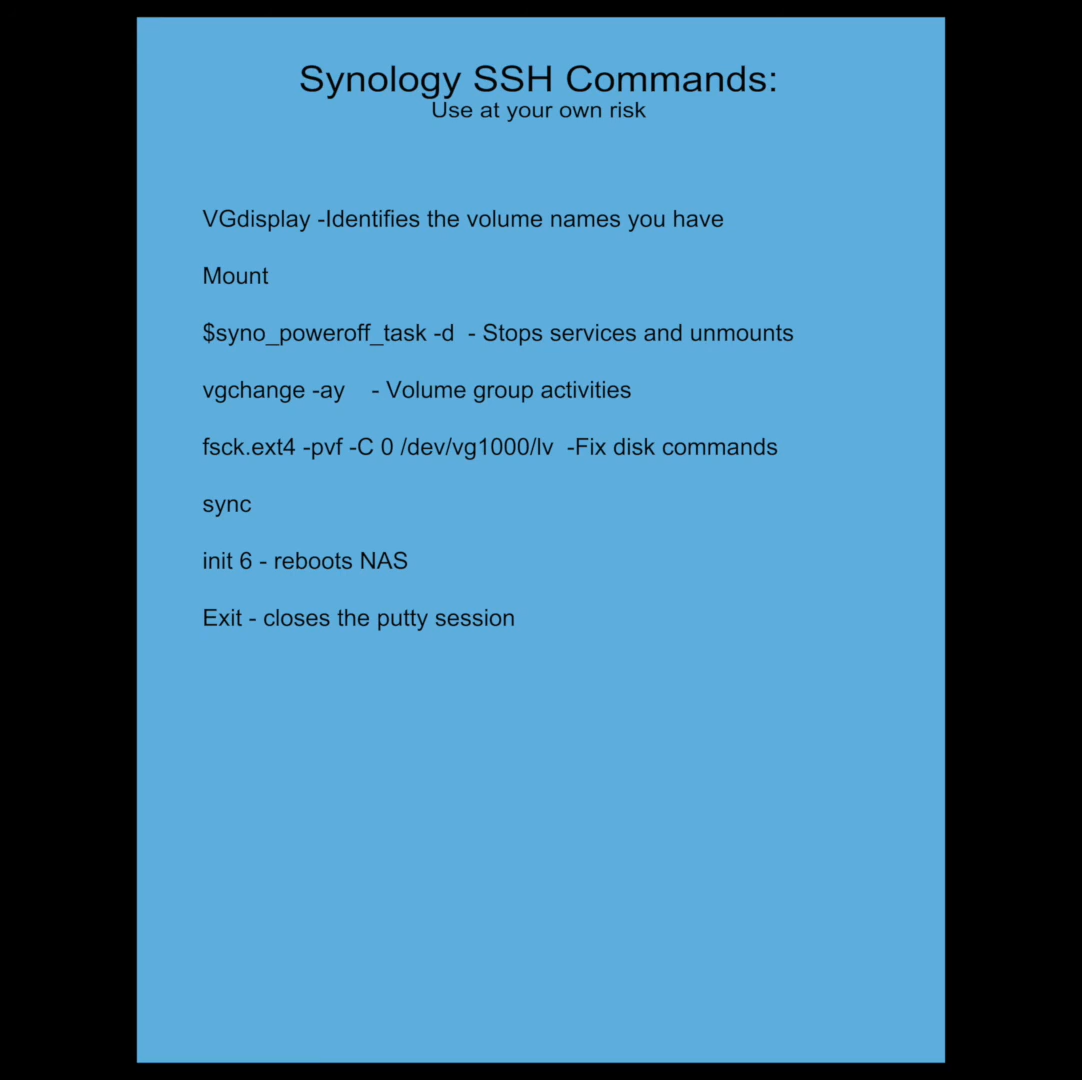 Synology SSH Commands:
Use at your own risk
VGdisplay -Identifies the volume names you have
Mount
$syno_poweroff_task -d  - Stops services and unmounts
vgchange -ay    - Volume group activities
fsck.ext4 -pvf -C 0 /dev/vg1000/lv  -Fix disk commands
sync
init 6 - reboots NAS
Exit - closes the putty session